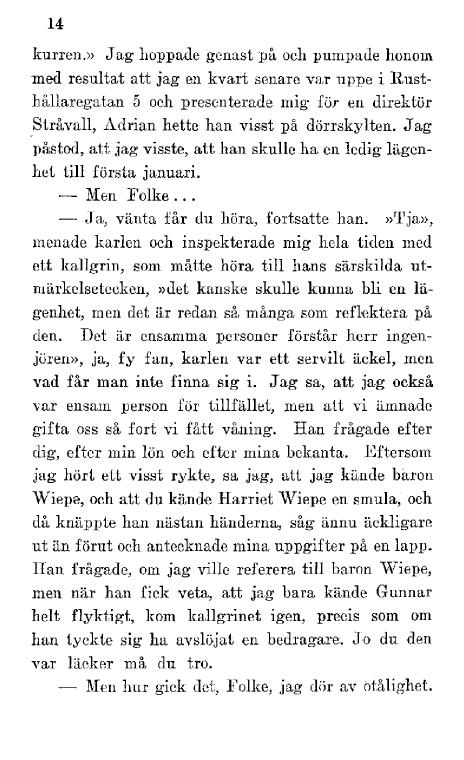 14
kurren.» Jag hoppade genast på och pumpade honom
med resultat att jag en kvart senare var uppe i Rust-
hållaregatan 5 och presenterade mig för en direktör
Stråvall, Adrian hette han visst på dörrskylten. Jag
påstod, att jag visste, att han skulle ha en ledig lägen-
het till första januari.
— Men Folke . . .
— Ja, vänta får du höra, fortsatte han. »Tja»,
menade karlen och inspekterade mig hela tiden med
ett kallgrin, som måtte höra till hans särskilda ut-
märkelsetecken, »det kanske skulle kunna bli en lä-
genhet, men det är redan så många som reflektera på
den. Det är ensamma personer förstår herr ingen-
jören», ja, fy fan, karlen var ett servilt äckel, men
vad får man inte finna sig i. Jag sa, att jag också
var ensam person för tillfället, men att vi ämnade
gifta oss så fort vi fått våning. Han frågade efter
dig, efter min lön och efter mina bekanta. Eftersom
jag hört ett visst rykte, sa jag, att jag kände baron
Wiepe, och att du kände Harriet Wiepe en smula, och
då knäppte han nästan händerna, såg ännu äckligare
ut än förut och antecknade mina uppgifter på en lapp.
Han frågade, om jag ville referera till baron Wiepe,
men när han fick veta, att jag bara kände Gunnar
helt flyktigt, kom kallgrinet igen, precis som om
han tyckte sig ha avslöjat en bedragare. Jo du den
var läcker må du tro.
— Men hur gick det, Folke, jag dör av otålighet.